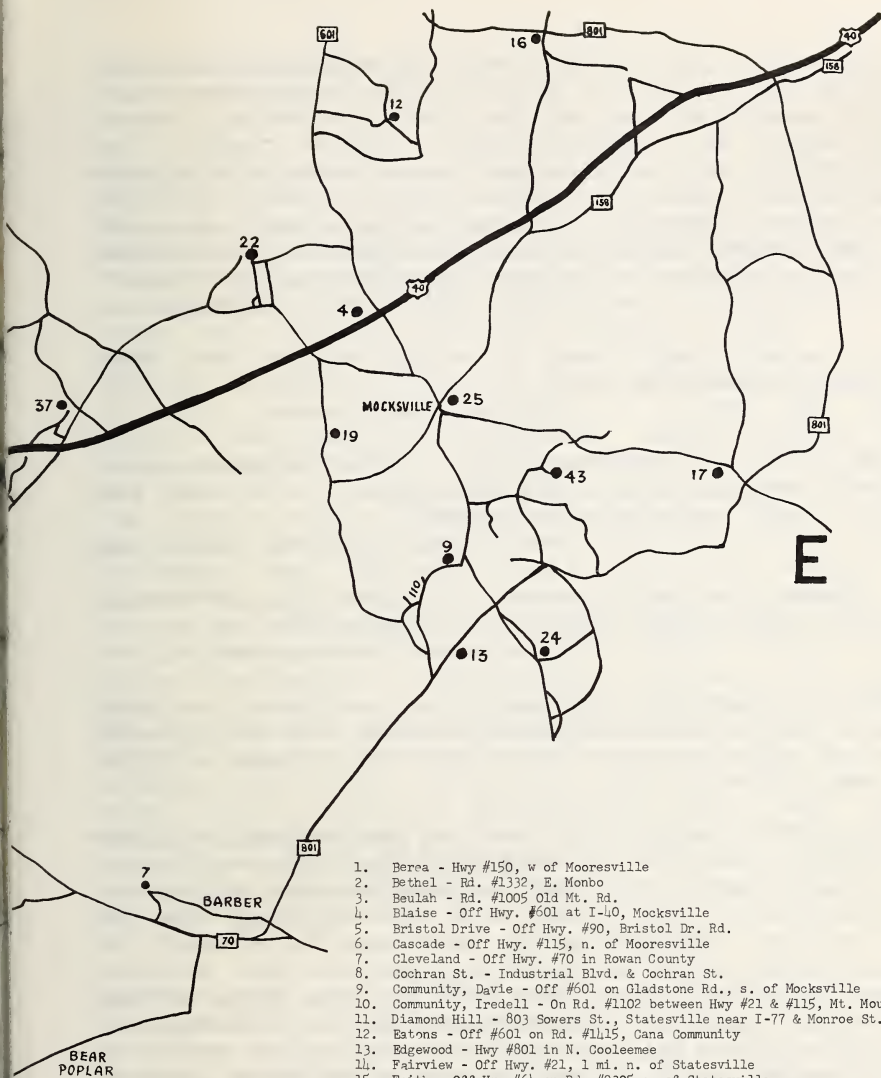 601
16
801
40
158
12
158
22
40
4
37
MOCKSVILLE
25
19
801
43
17
E
9
110
13
24
801
7
BARBER
70
BEAR
POPLAR
1. Berea - Hwy #150, w of Mooresville
2. Bethel - Rd. #1332, E. Monbo
3. Beulah - Rd. #1005 Old Mt. Rd.
4. Blaise - Off Hwy. #601 at I-40, Mocksville
5. Bristol Drive - Off Hwy. #90, Bristol Dr. Rd.
6. Cascade - Off Hwy. #115, n. of Mooresville
7. Cleveland - Off Hwy. #70 in Rowan County
8. Cochran St. - Industrial Blvd. & Cochran St.
9. Community, Davie - Off #601 on Gladstone Rd., s. of Mocksville
10. Community, Iredell - On Rd. #1102 between Hwy #21 & #115, Mt. Mou
11. Diamond Hill - 803 Sowers St., Statesville near I-77 & Monroe St.
12. Eatons - Off #601 on Rd. #1415, Cana Community
13. Edgewood - Hwy #801 in N. Cooleemee
14. Fairview - Off Hwy. #21, 1 mi. n. of Statesville